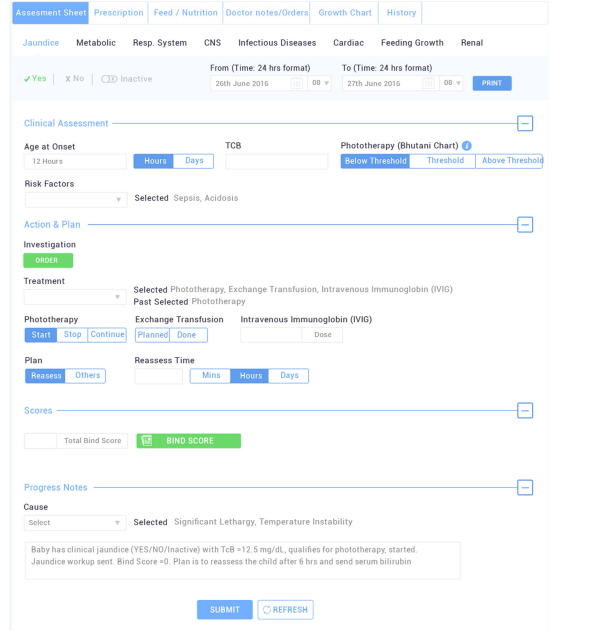 Assesment Sheet Prescription Feed / Nutrition Doctor notes/Orders Growth Chart History
Jaundice Metabolic Resp. System CNS Infectious Diseases Cardiac Feeding Growth Renal
From (Time: 24 hrs format) To (Time: 24 hrs format)
Yes X No Inactive 26th June 2016 08 27th June 2016 08 PRINT
Clinical Assessment
Age at Onset TCB Phototherapy (Bhutani Chart) i
12 Hours Hours Days Below Threshold Threshold Above Threshold
Risk Factors
Selected Sepsis, Acidosis
Action & Plan
Investigation
ORDER
Treatment
Selected Phototherapy, Exchange Transfusion, Intravenous Immunoglobin (IVIG)
Past Selected Phototherapy
Phototherapy Exchange Transfusion Intravenous Immunoglobin (IVIG)
Start Stop Continue Planned Done Dose
Plan Reassess Time
Reasess Others Mins Hours Days
Scores
Total Bind Score BIND SCORE
Progress Notes
Cause
Select Selected Significant Lethargy, Temperature Instability
Baby has clinical jaundice (YES/NO/Inactive) with TcB =12.5 mg/dL, qualifies for phototherapy, started.
Jaundice workup sent. Bind Score =0. Plan is to reassess the child after 6 hrs and send serum bilirubin
SUBMIT REFRESH